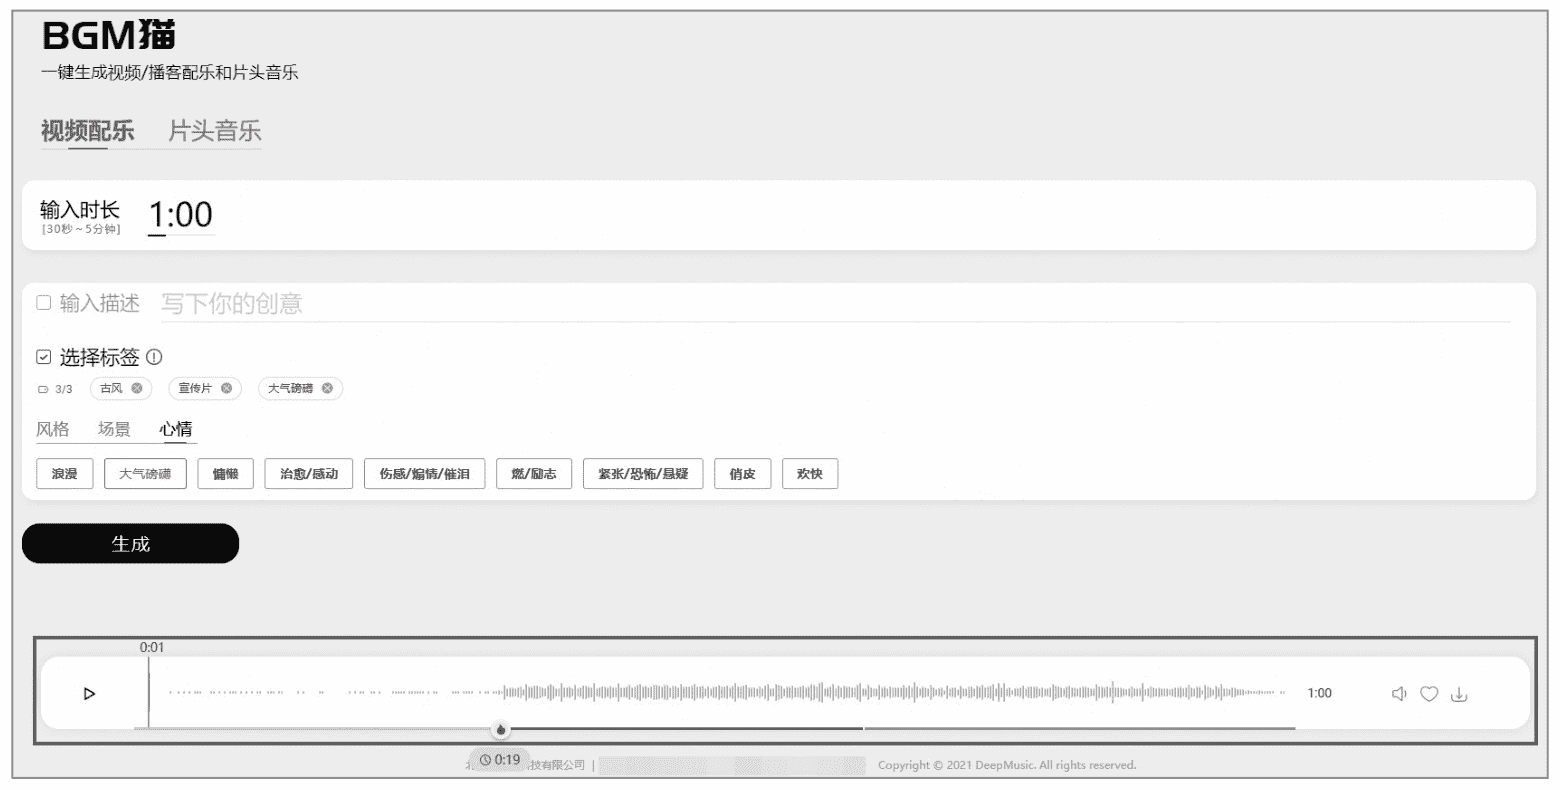 BGM猫
一键生成视频/播客配乐和片头音乐
视频配乐 片头音乐
输入时长 1:00
[30秒~5分钟]
输入描述 写下你的创意
选择标签
3/3 古风 宣传片 大气磅礴
风格 场景 心情
浪漫 大气磅礴 慵懒 治愈/感动 伤感/煽情/催泪 燃/励志 紧张/恐怖/悬疑 俏皮 欢快
生成
0:01
1:00
0:19
技有限公司 | Copyright © 2021 DeepMusic. All rights reserved.